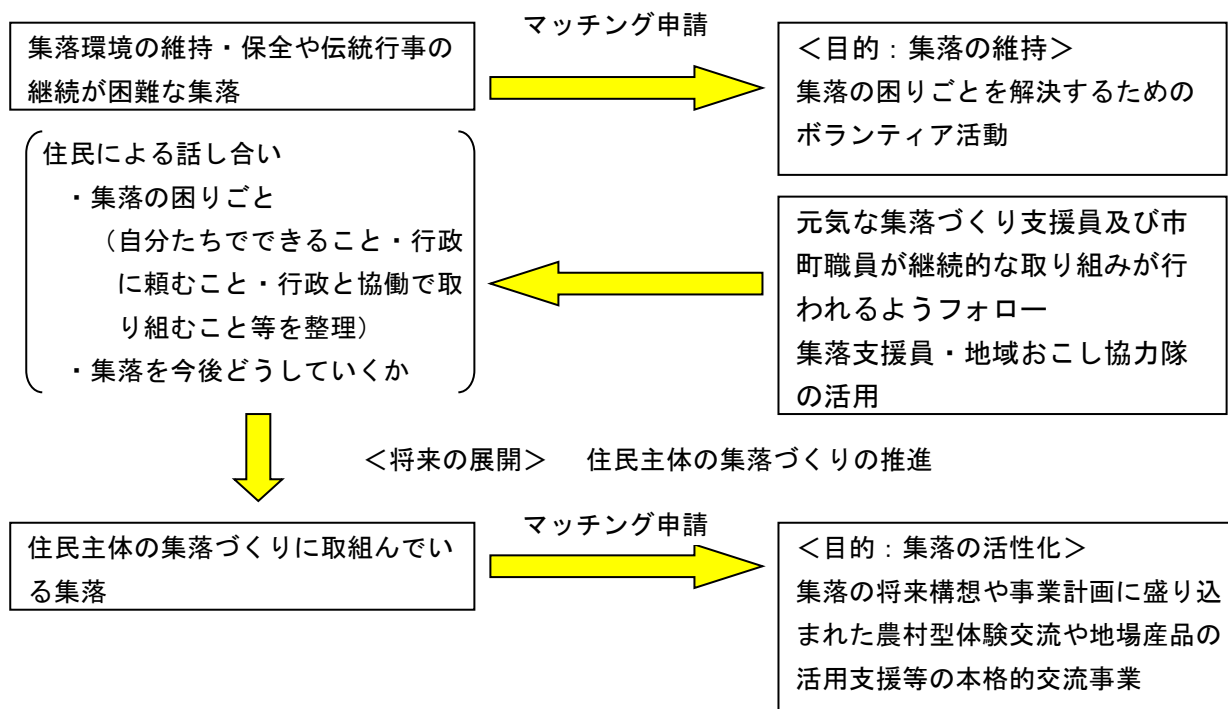 マッチング申請
集落環境の維持・保全や伝統行事の
継続が困難な集落
＜目的：集落の維持＞
集落の困りごとを解決するための
ボランティア活動
住民による話し合い
・集落の困りごと
（自分たちでできること・行政
に頼むこと・行政と協働で取
り組むこと等を整理）
・集落を今後どうしていくか
元気な集落づくり支援員及び市
町職員が継続的な取り組みが行
われるようフォロー
集落支援員・地域おこし協力隊
の活用
＜将来の展開＞　住民主体の集落づくりの推進
マッチング申請
住民主体の集落づくりに取組んでい
る集落
＜目的：集落の活性化＞
集落の将来構想や事業計画に盛り込
まれた農村型体験交流や地場産品の
活用支援等の本格的交流事業